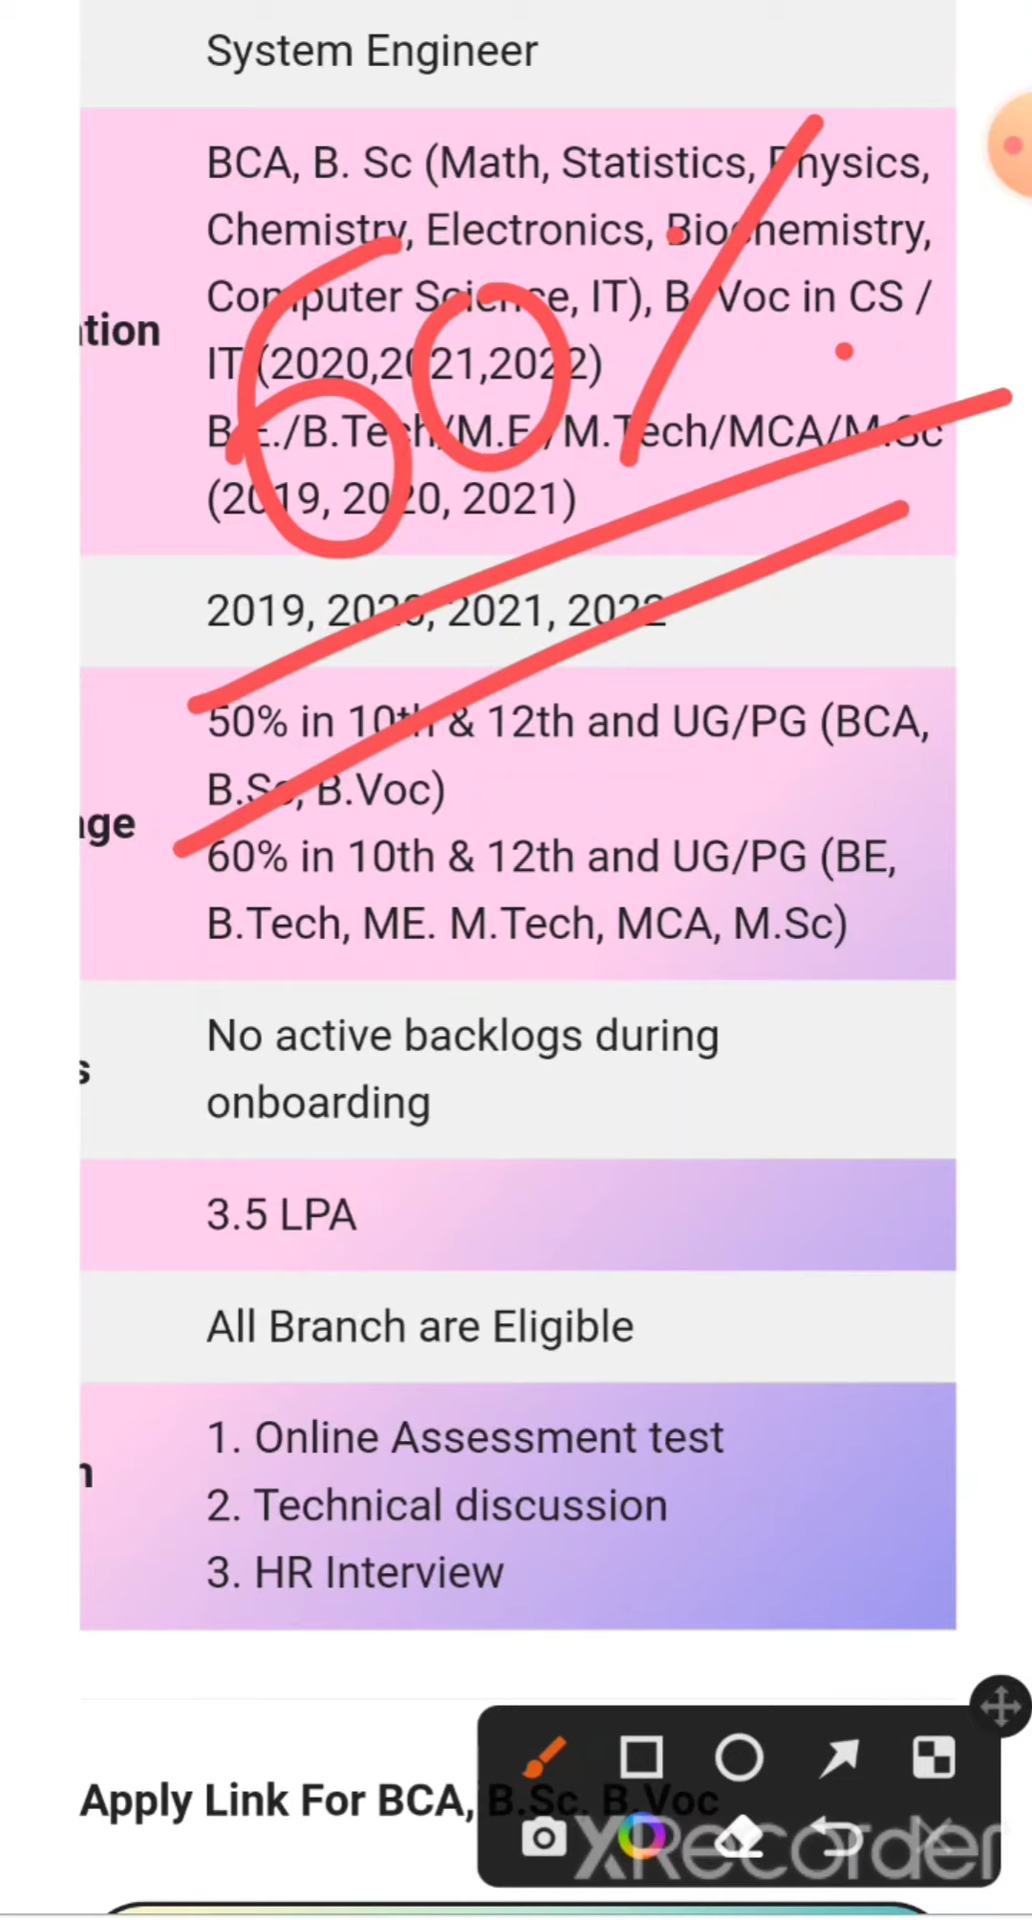 System Engineer
BCA, B. Sc (Math, Statistics, Physics,
Chemistry, Electronics, Biochemistry,
Computer Science, IT), B. Voc in CS /
tion
IT (2020,2021,2022)
B.E./B.Tech/M.E./M.Tech/MCA/M.Sc
(2019, 2020, 2021)
60%
2019, 2020, 2021, 2022
50% in 10th & 12th and UG/PG (BCA,
B.Sc, B.Voc)
age
60% in 10th & 12th and UG/PG (BE,
B.Tech, ME. M.Tech, MCA, M.Sc)
No active backlogs during
s
onboarding
3.5 LPA
All Branch are Eligible
1. Online Assessment test
n
2. Technical discussion
3. HR Interview
Apply Link For BCA, B.Sc. B.Voc
XRecorder